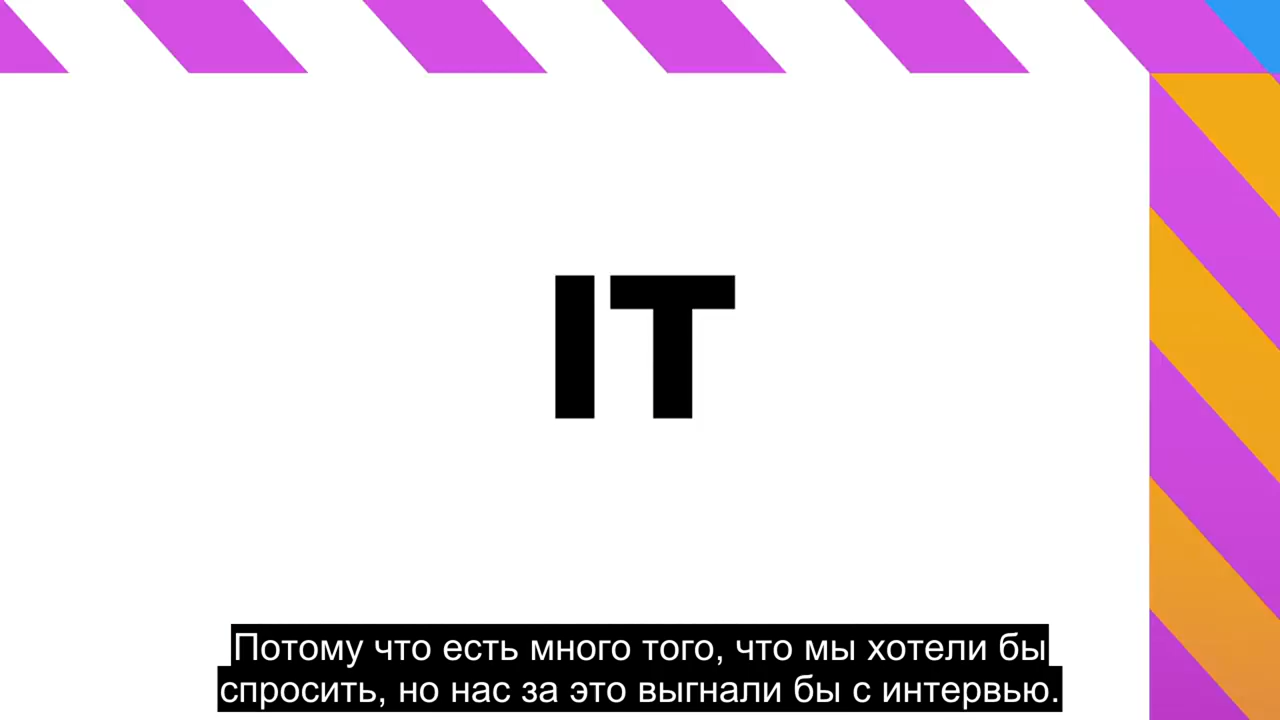 IT
Потому что есть много того, что мы хотели бы
спросить, но нас за это выгнали бы с интервью.